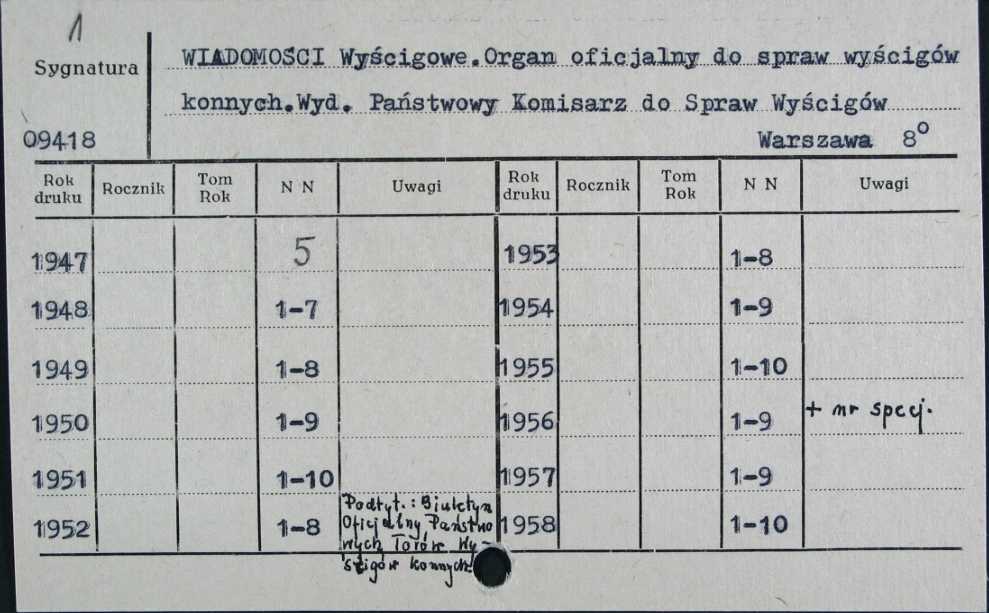 1
Sygnatura
WIADOMOŚCI Wyścigowe.Organ oficjalny do spraw wyścigów
konnych.Wyd. Państwowy Komisarz do Spraw Wyścigów
09418
Warszawa 8°
Rok druku Rocznik Tom Rok N N Uwagi Rok druku Rocznik Tom Rok N N Uwagi
1947 5 1953 1-8
1948 1-7 1954 1-9
1949 1-8 1955 1-10
1950 1-9 1956 1-9 + nr specj.
1951 1-10 1957 1-9
1952 1-8 Podtyt.: Biuletyn 1958 1-10
Oficjalny Państwo
wych Torów Wy-
ścigów konnych.